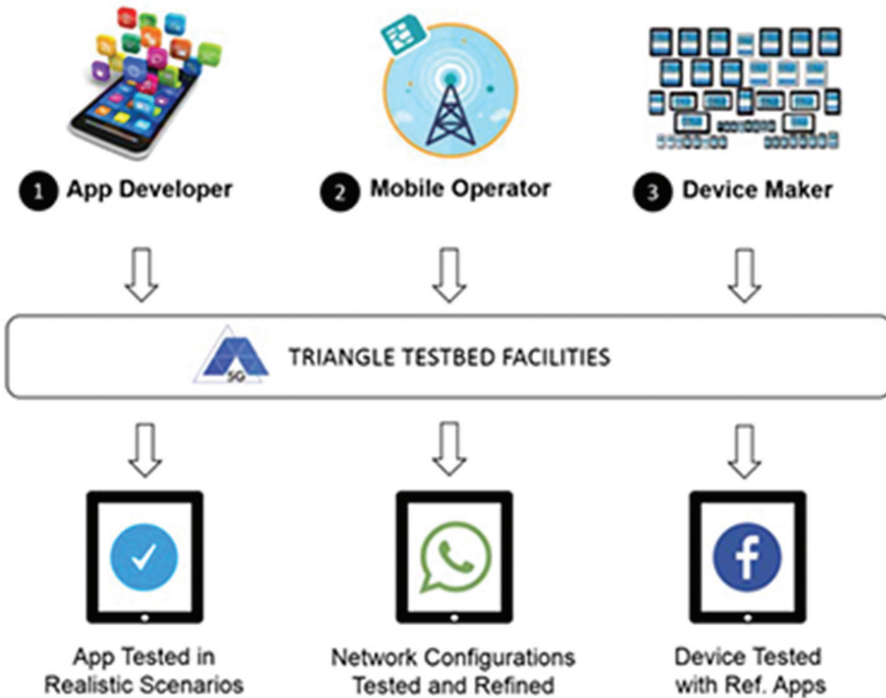 1 App Developer
2 Mobile Operator
3 Device Maker
5G
TRIANGLE TESTBED FACILITIES
App Tested in
Realistic Scenarios
Network Configurations
Tested and Refined
Device Tested
with Ref. Apps